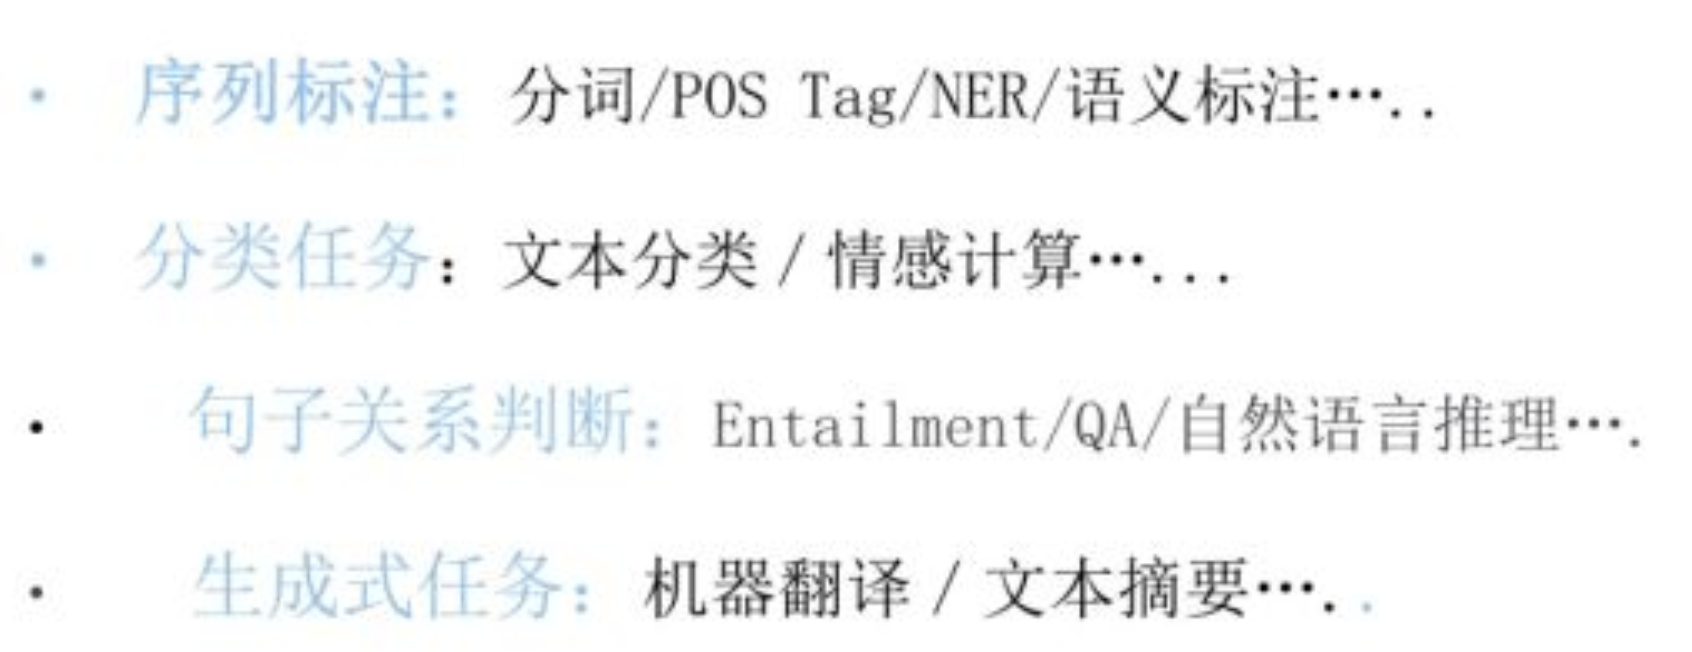 • 序列标注：分词/POS Tag/NER/语义标注…..
• 分类任务：文本分类 / 情感计算…...
• 句子关系判断：Entailment/QA/自然语言推理….
• 生成式任务：机器翻译 / 文本摘要…..